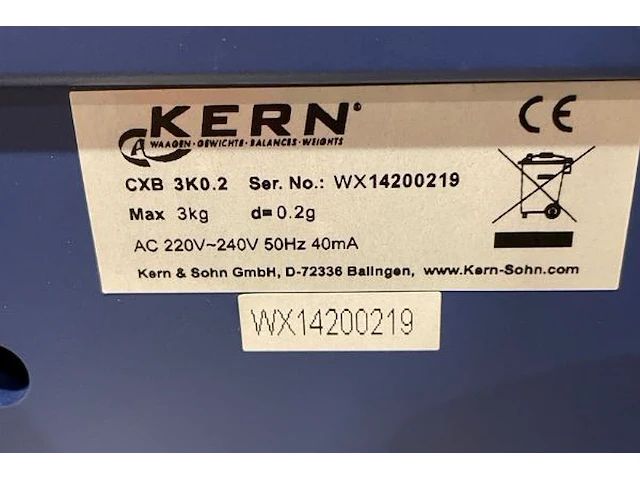 KERN®
WAAGEN·GEWICHTE·BALANCES·WEIGHTS
CE
CXB 3K0.2 Ser. No.: WX14200219
Max 3kg d= 0.2g
AC 220V~240V 50Hz 40mA
Kern & Sohn GmbH, D-72336 Balingen, www.Kern-Sohn.com
WX14200219